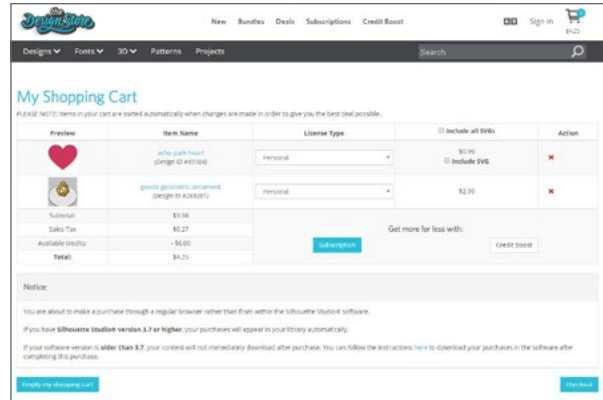 The Design Store
New Bundles Deals Subscriptions Credit Boost
Sign In
$4.25
Designs Fonts 3D Patterns Projects
Search
My Shopping Cart
PLEASE NOTE: Items in your cart are sorted automatically when changes are made in order to give you the best deal possible.
Preview Item Name License Type Include all SVGs Action
echo park heart
(Design ID #43504)
Personal
$0.99
Include SVG
geometric ornament
Personal
$2.99
Subtotal: $3.98
Sales Tax $0.27
Available credits: - $0.00
Total: $4.25
Get more for less with:
Subscription
Credit Boost
Notice:
You are about to make a purchase through a regular browser rather than from within the Silhouette Studio® software.
If you have Silhouette Studio® version 3.7 or higher, your purchases will appear in your library automatically.
If your software version is older than 3.7, your content will not immediately download after purchase. You can follow the instructions here to download your purchases in the software after
completing this purchase.
Empty my shopping cart
checkout